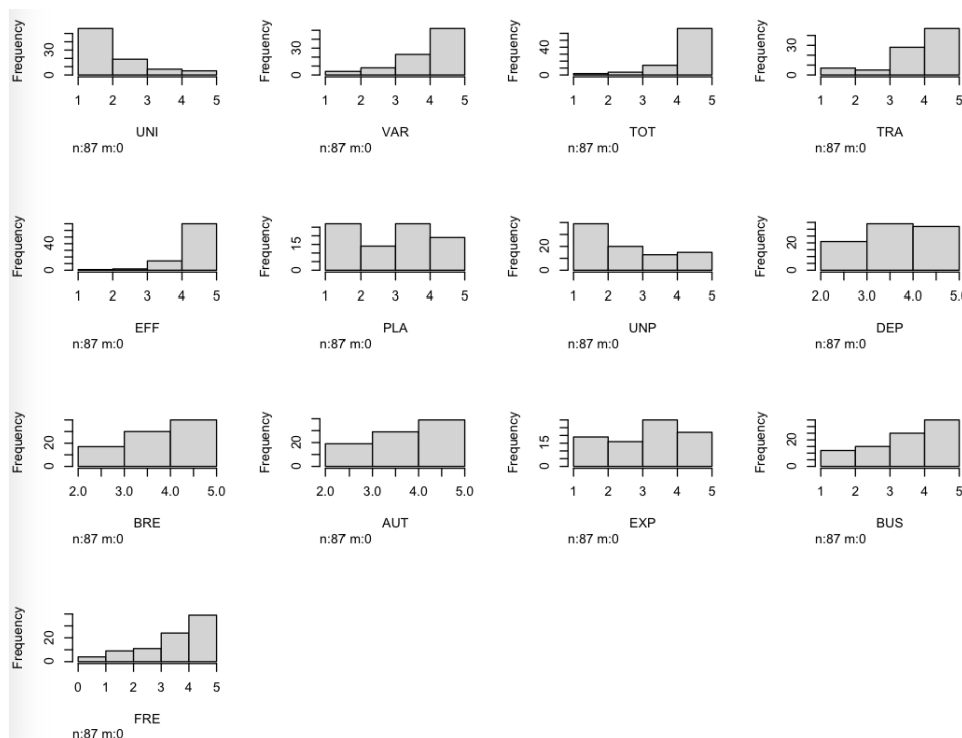 Frequency
30
0
1 2 3 4 5
UNI
n:87 m:0
Frequency
30
0
1 2 3 4 5
VAR
n:87 m:0
Frequency
40
0
1 2 3 4 5
TOT
n:87 m:0
Frequency
30
0
1 2 3 4 5
TRA
n:87 m:0
Frequency
40
0
1 2 3 4 5
EFF
n:87 m:0
Frequency
15
0
1 2 3 4 5
PLA
n:87 m:0
Frequency
20
0
1 2 3 4 5
UNP
n:87 m:0
Frequency
20
0
2.0 3.0 4.0 5.0
DEP
n:87 m:0
Frequency
20
0
2.0 3.0 4.0 5.0
BRE
n:87 m:0
Frequency
20
0
2.0 3.0 4.0 5.0
AUT
n:87 m:0
Frequency
15
0
1 2 3 4 5
EXP
n:87 m:0
Frequency
20
0
1 2 3 4 5
BUS
n:87 m:0
Frequency
20
0
0 1 2 3 4 5
FRE
n:87 m:0